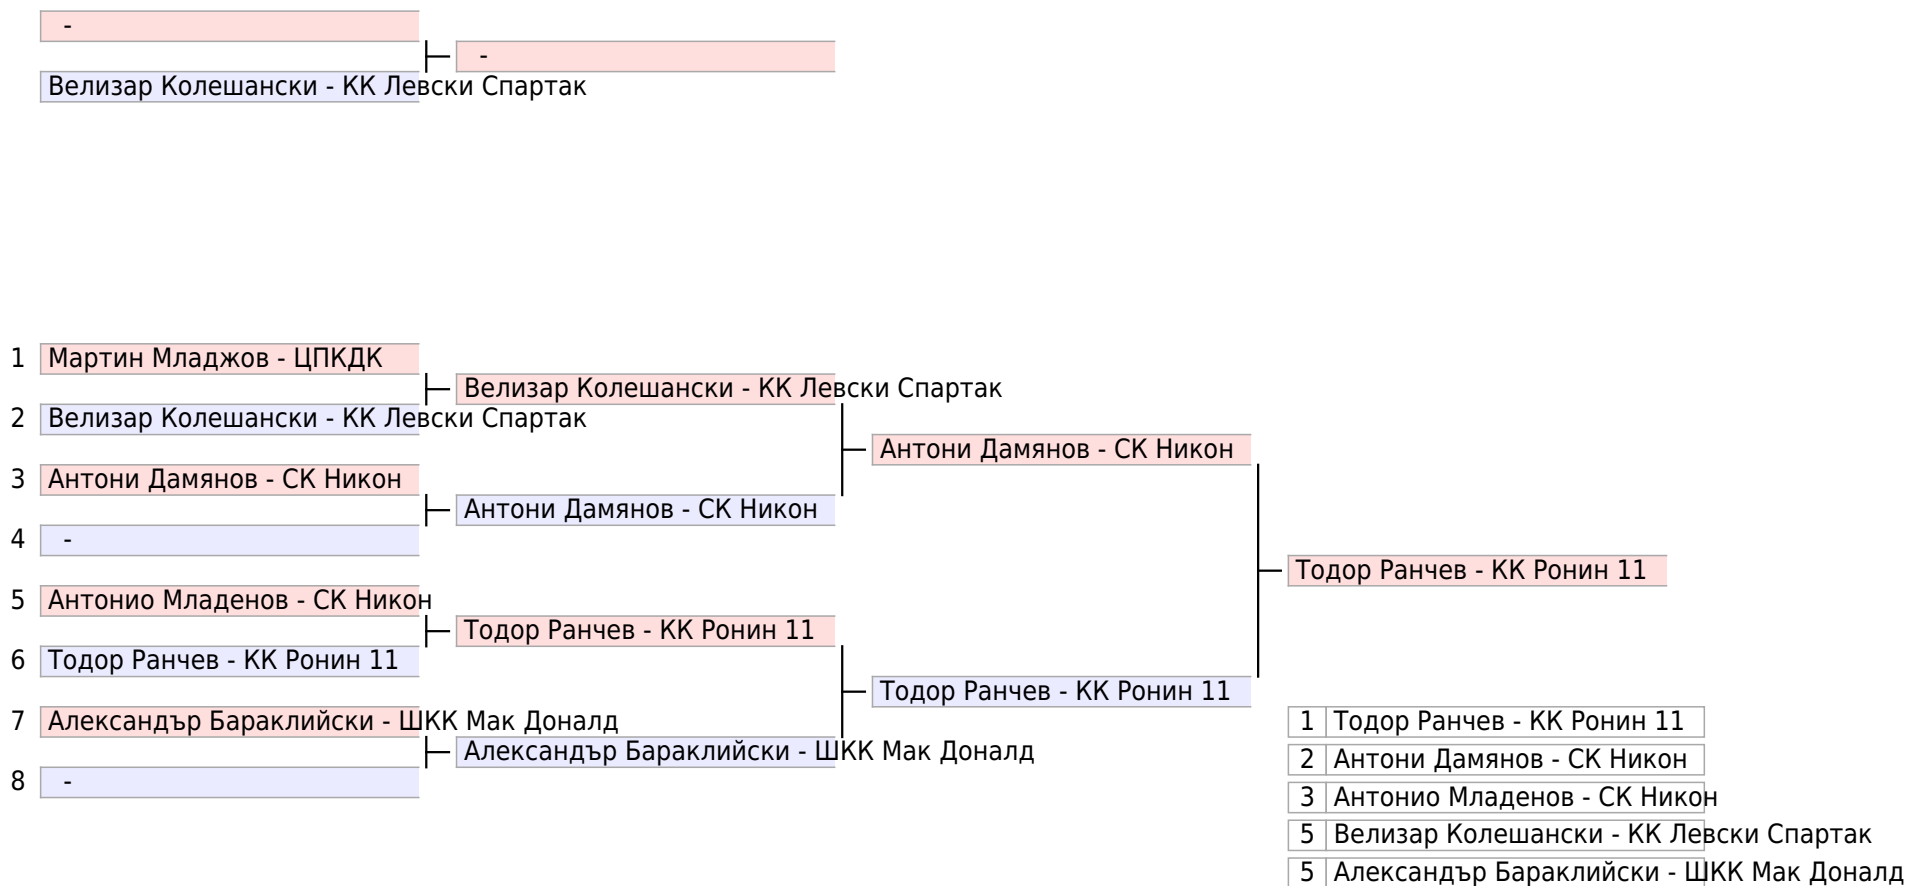 -
-
Велизар Колешански - КК Левски Спартак
1 Мартин Младжов - ЦПКДК
Велизар Колешански - КК Левски Спартак
2 Велизар Колешански - КК Левски Спартак
Антони Дамянов - СК Никон
3 Антони Дамянов - СК Никон
Антони Дамянов - СК Никон
4 -
Тодор Ранчев - КК Ронин 11
5 Антонио Младенов - СК Никон
Тодор Ранчев - КК Ронин 11
6 Тодор Ранчев - КК Ронин 11
Тодор Ранчев - КК Ронин 11
7 Александър Бараклийски - ШКК Мак Доналд
1 Тодор Ранчев - КК Ронин 11
Александър Бараклийски - ШКК Мак Доналд
2 Антони Дамянов - СК Никон
8 -
3 Антонио Младенов - СК Никон
5 Велизар Колешански - КК Левски Спартак
5 Александър Бараклийски - ШКК Мак Доналд